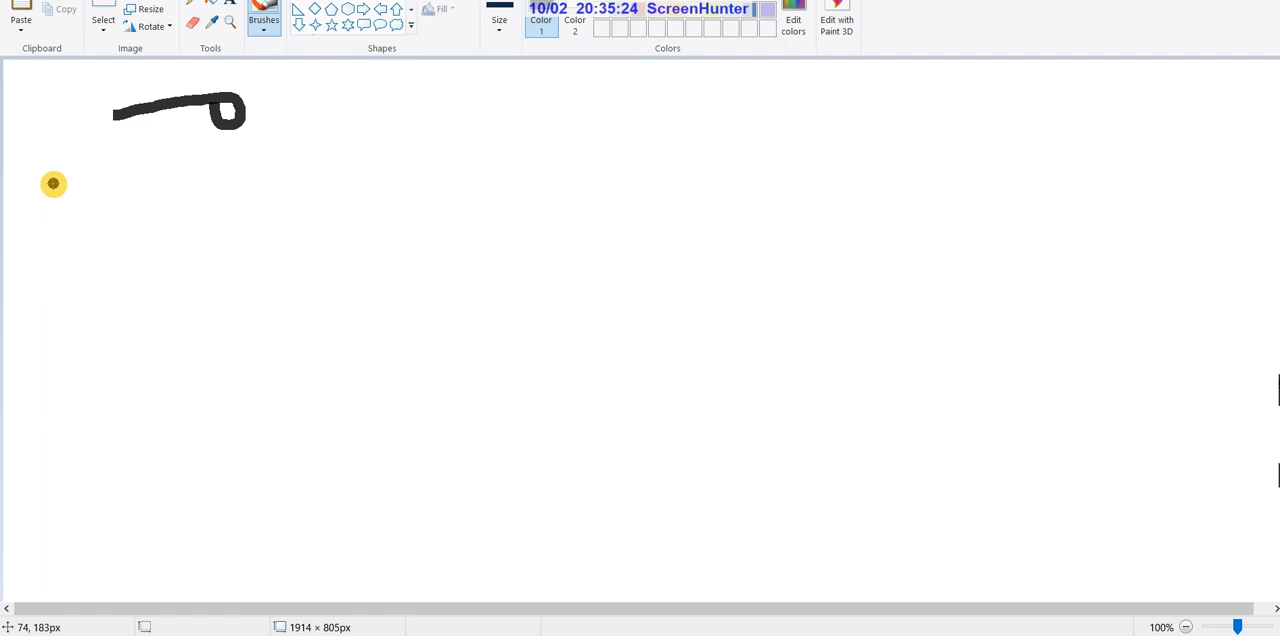 10/02 20:35:24 ScreenHunter
Paste
Copy
Select
Resize
Rotate
A
Brushes
Fill
Size
Color
1
Color
2
Edit
colors
Edit with
Paint 3D
Clipboard
Image
Tools
Shapes
Colors
74, 183px
1914 × 805px
100%